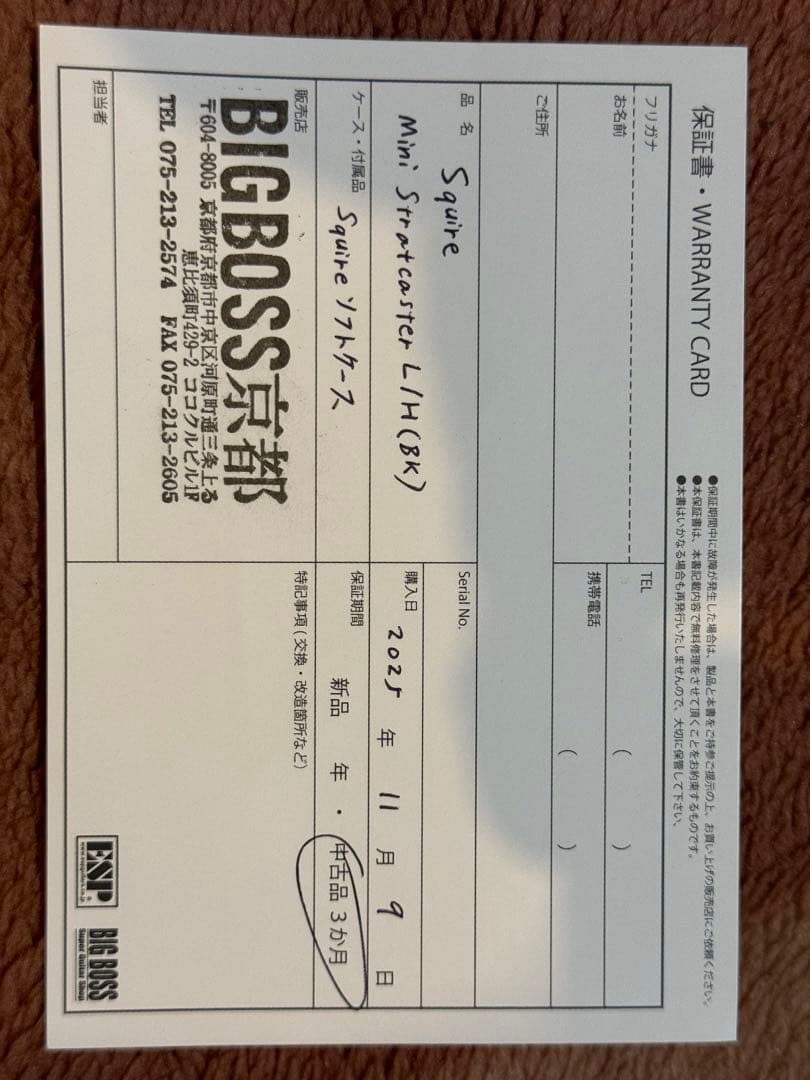 保証書・WARRANTY CARD
●保証期間中に故障が発生した場合は、製品と本書をご持参ご提示の上、お買い上げの販売店にご依頼ください。
●本保証書は、本書記載内容で無料修理をさせて頂くことをお約束するものです。
●本書はいかなる場合も再発行いたしませんので、大切に保管して下さい。
フリガナ
お名前
TEL ( )
携帯電話 ( )
ご住所
品 名 Squire
Mini Stratcaster L/H (BK)
Serial No.
購入日 2025 年 11 月 9 日
ケース・付属品 Squire ソフトケース
保証期間 新品 年 ・ 中古品 3か月
販売店
BIGBOSS京都
〒604-8005 京都府京都市中京区河原町通三条上る
恵比須町429-2 ココクルビル1F
TEL 075-213-2574 FAX 075-213-2605
特記事項(交換・改造箇所など)
担当者
ESP
www.espguitars.co.jp
BIG BOSS
Super Guitar Shop